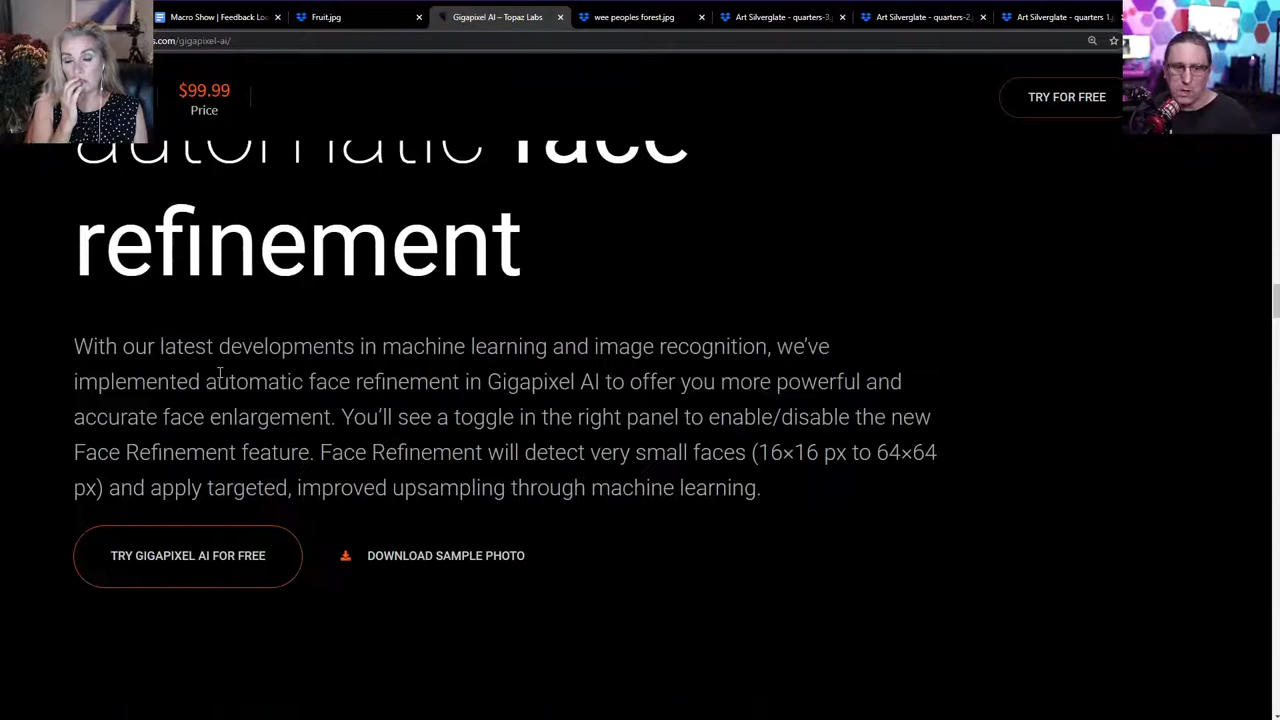 Macro Show | Feedback Lo
Fruit.jpg
Gigapixel AI – Topaz Labs
wee peoples forest.jpg
Art Silverglate - quarters-3.
Art Silverglate - quarters-2.
Art Silverglate - quarters 1.
s.com/gigapixel-ai/
$99.99
Price
TRY FOR FREE
automatic face
refinement
With our latest developments in machine learning and image recognition, we’ve
implemented automatic face refinement in Gigapixel AI to offer you more powerful and
accurate face enlargement. You’ll see a toggle in the right panel to enable/disable the new
Face Refinement feature. Face Refinement will detect very small faces (16×16 px to 64×64
px) and apply targeted, improved upsampling through machine learning.
TRY GIGAPIXEL AI FOR FREE
DOWNLOAD SAMPLE PHOTO